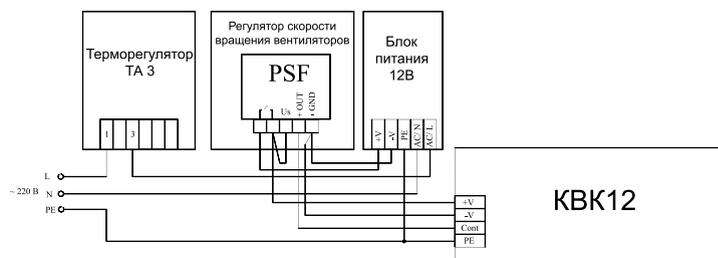 Терморегулятор
ТА 3
1 3
Регулятор скорости
вращения вентиляторов
PSF
Us
+ OUT
- GND
Блок
питания
12В
+V
-V
PE
AC/ N
AC/ L
L
~ 220 В N
PE
+V
-V
Cont
PE
КВК12